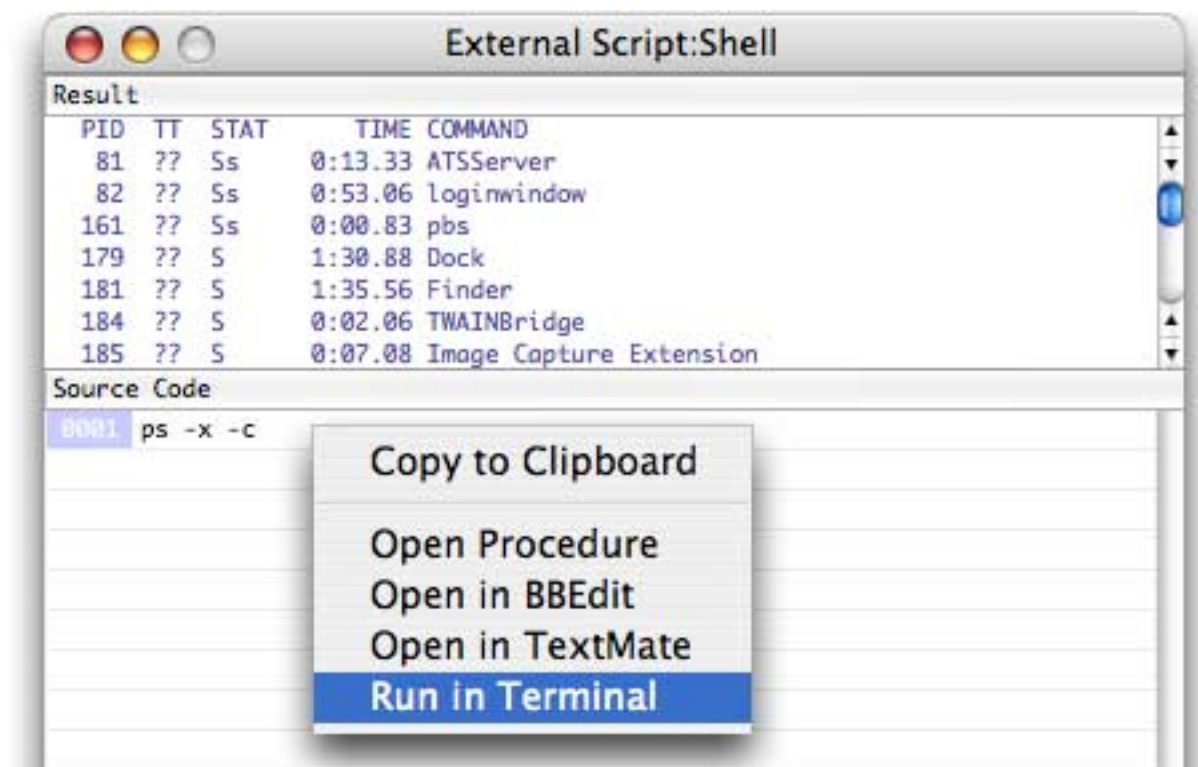 External Script:Shell
Result
PID TT STAT TIME COMMAND
81 ?? Ss 0:13.33 ATSServer
82 ?? Ss 0:53.06 loginwindow
161 ?? Ss 0:00.83 pbs
179 ?? S 1:30.88 Dock
181 ?? S 1:35.56 Finder
184 ?? S 0:02.06 TWAINBridge
185 ?? S 0:07.08 Image Capture Extension
Source Code
0001 ps -x -c
Copy to Clipboard
Open Procedure
Open in BBEdit
Open in TextMate
Run in Terminal